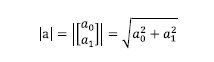 |a| = |[a₀ a₁]| = √(a₀² + a₁²)